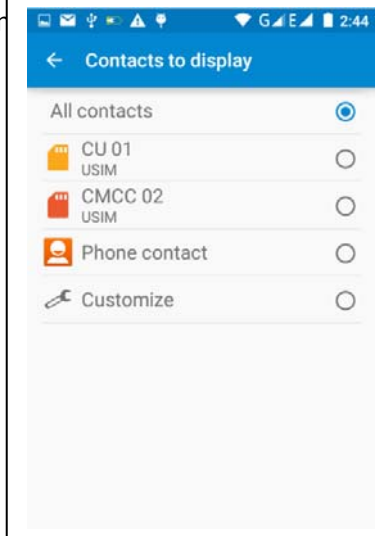 G E 2:44
Contacts to display
All contacts
CU 01
USIM
CMCC 02
USIM
Phone contact
Customize